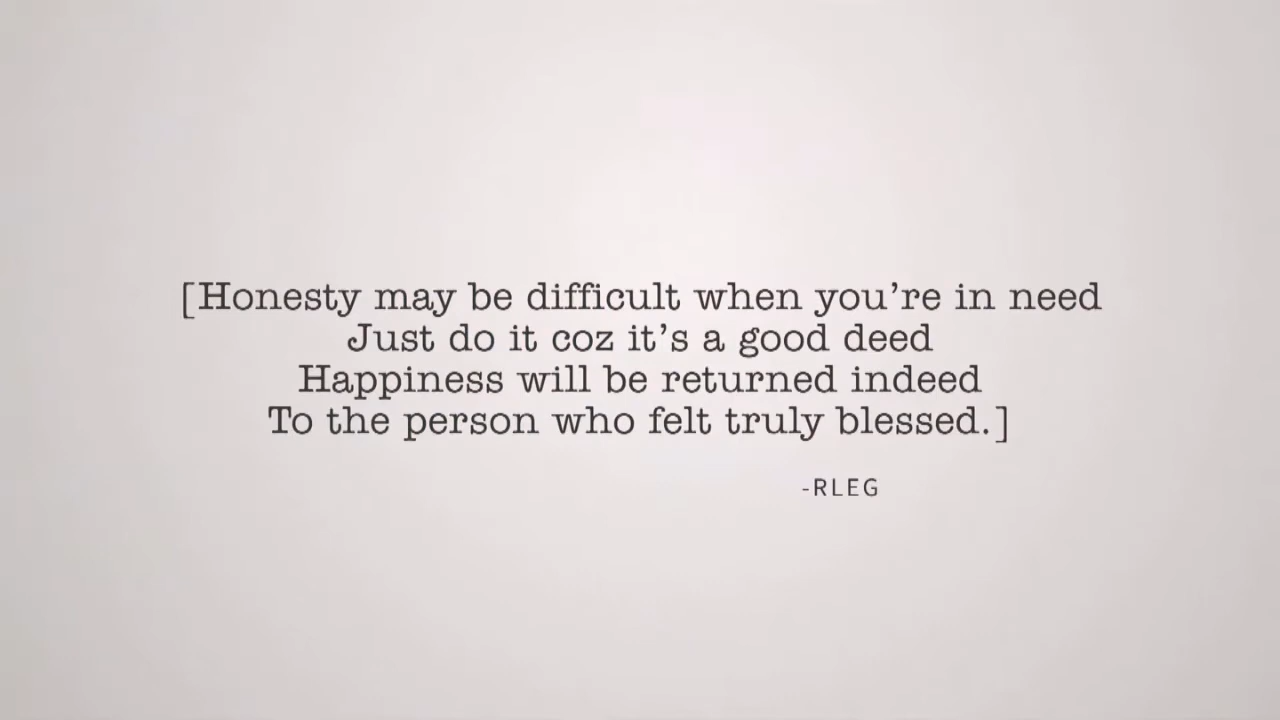 [Honesty may be difficult when you’re in need
Just do it coz it’s a good deed
Happiness will be returned indeed
To the person who felt truly blessed.]
-RLEG